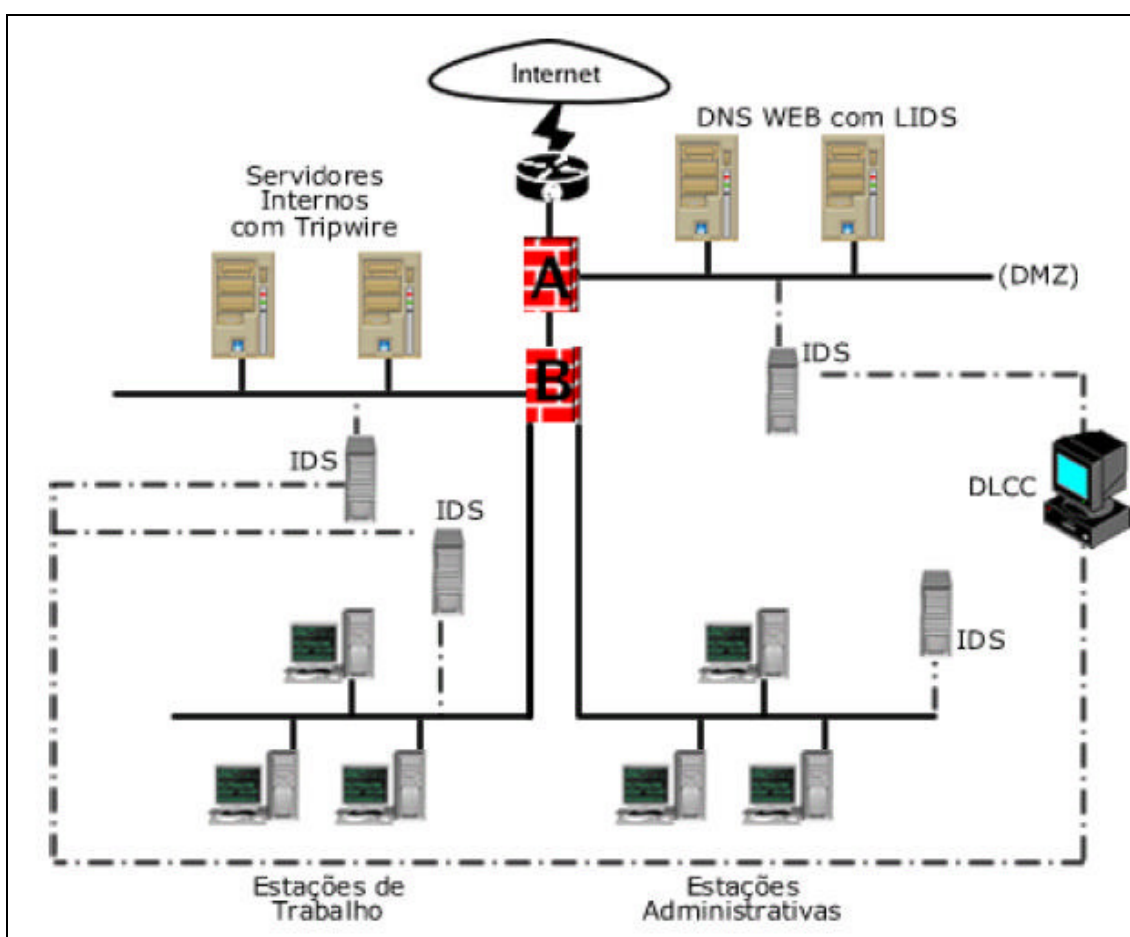 Internet
DNS WEB com LIDS
Servidores
Internos
com Tripwire
A
(DMZ)
B
IDS
IDS
DLCC
IDS
IDS
Estações de
Trabalho
Estações
Administrativas